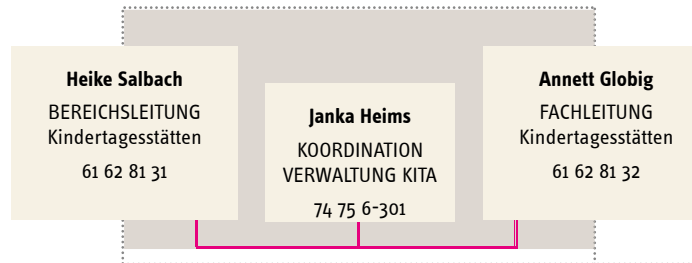 Heike Salbach
BEREICHSLEITUNG
Kindertagesstätten
61 62 81 31
Janka Heims
KOORDINATION
VERWALTUNG KITA
74 75 6-301
Annett Globig
FACHLEITUNG
Kindertagesstätten
61 62 81 32